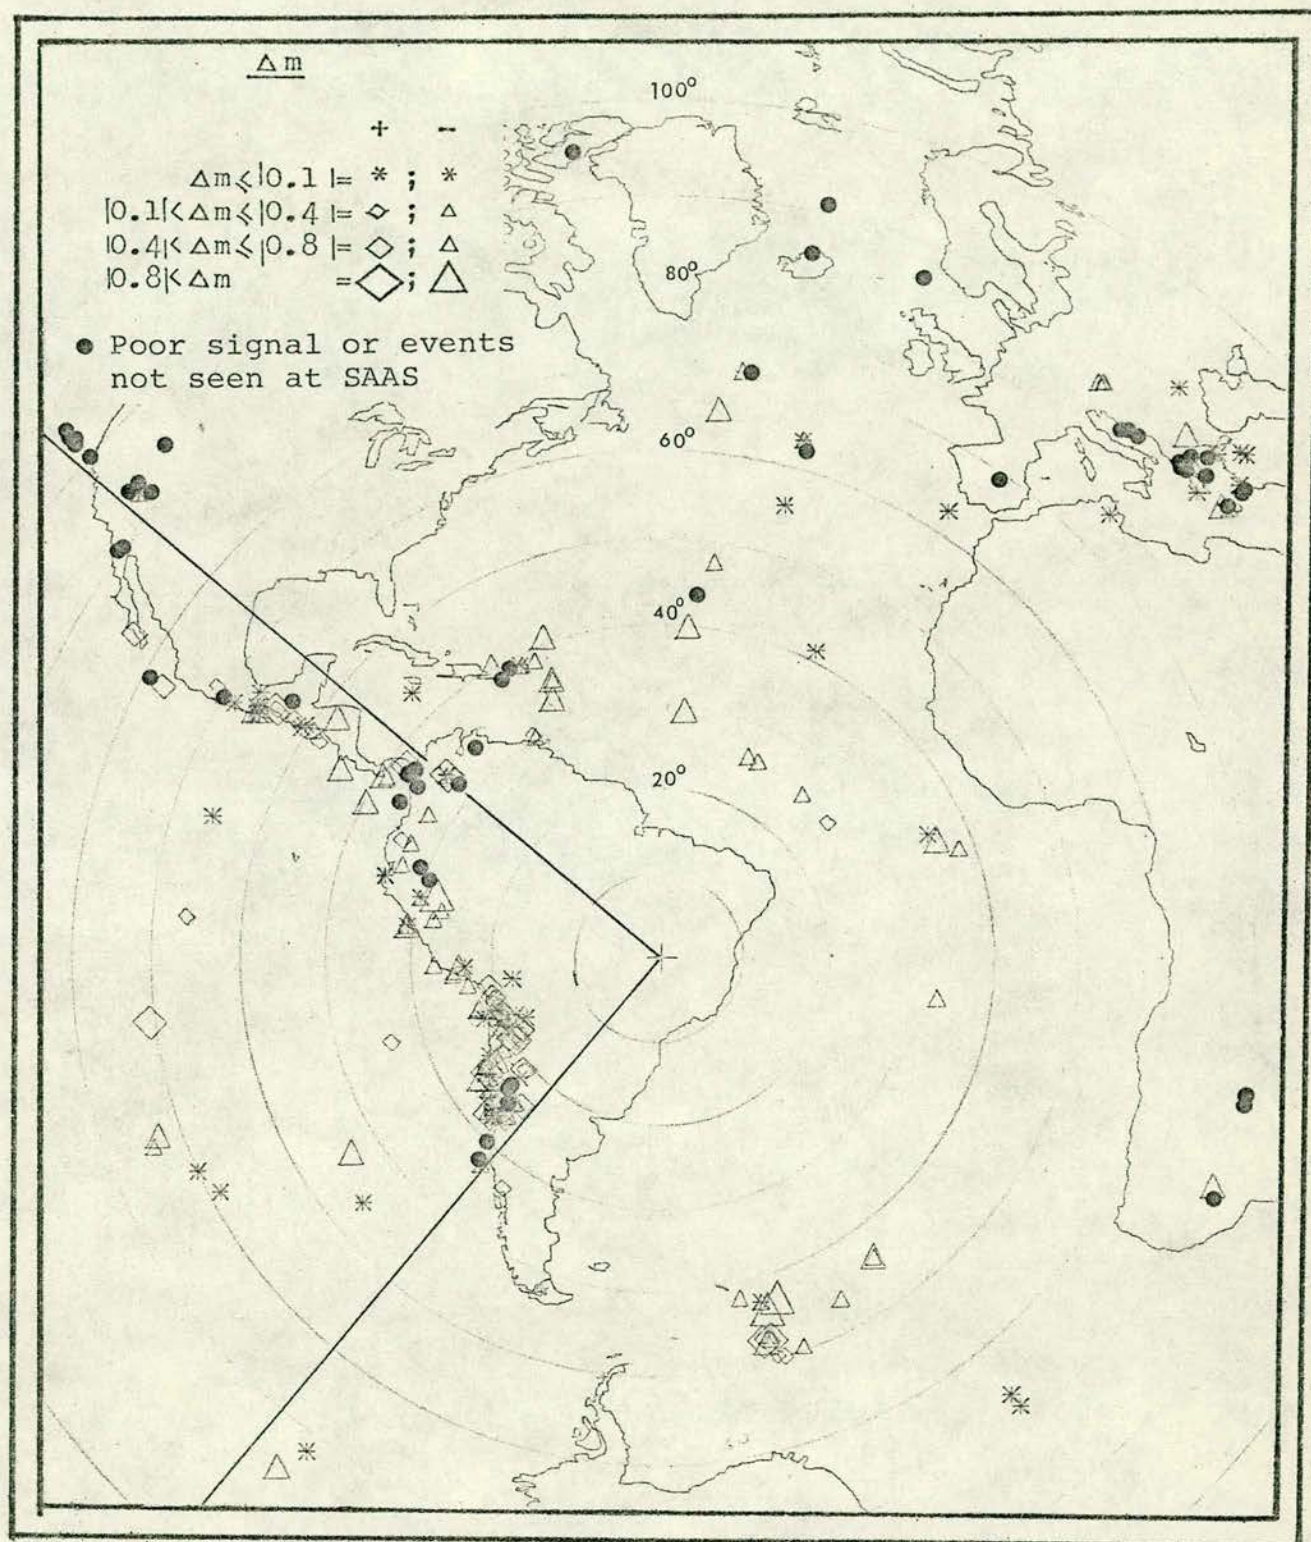 Δm
+ -
Δm⩽|0.1|= * ; *
|0.1|<Δm⩽|0.4|= ◇ ; △
|0.4|<Δm⩽|0.8|= ◇ ; △
|0.8|<Δm =◇; △
● Poor signal or events
not seen at SAAS
100°
80°
60°
40°
20°